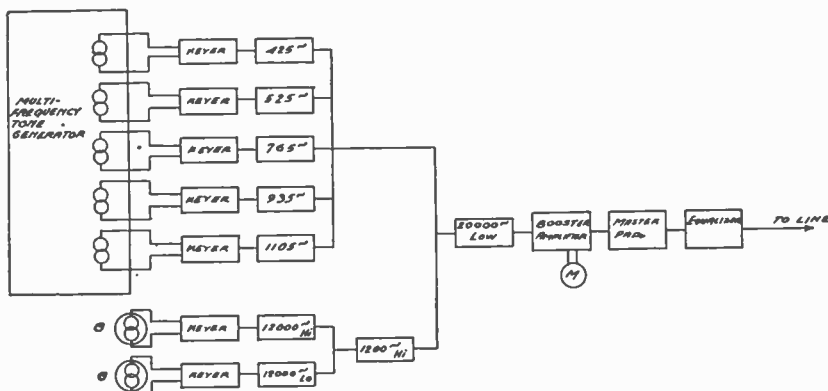 MULTI-
FREQUENCY
TONE
GENERATOR
KEYER
425~
KEYER
525~
KEYER
765~
KEYER
935~
KEYER
1105~
KEYER
12000~
Hi
KEYER
12000~
Lo
1200~
Hi
20000~
LOW
BOOSTER
AMPLIFIER
M
MASTER
PAD
EQUALIZER
TO LINE